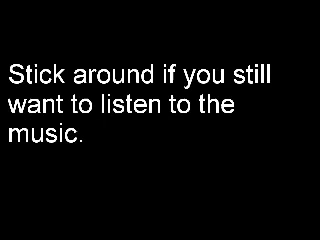 Stick around if you still
want to listen to the
music.